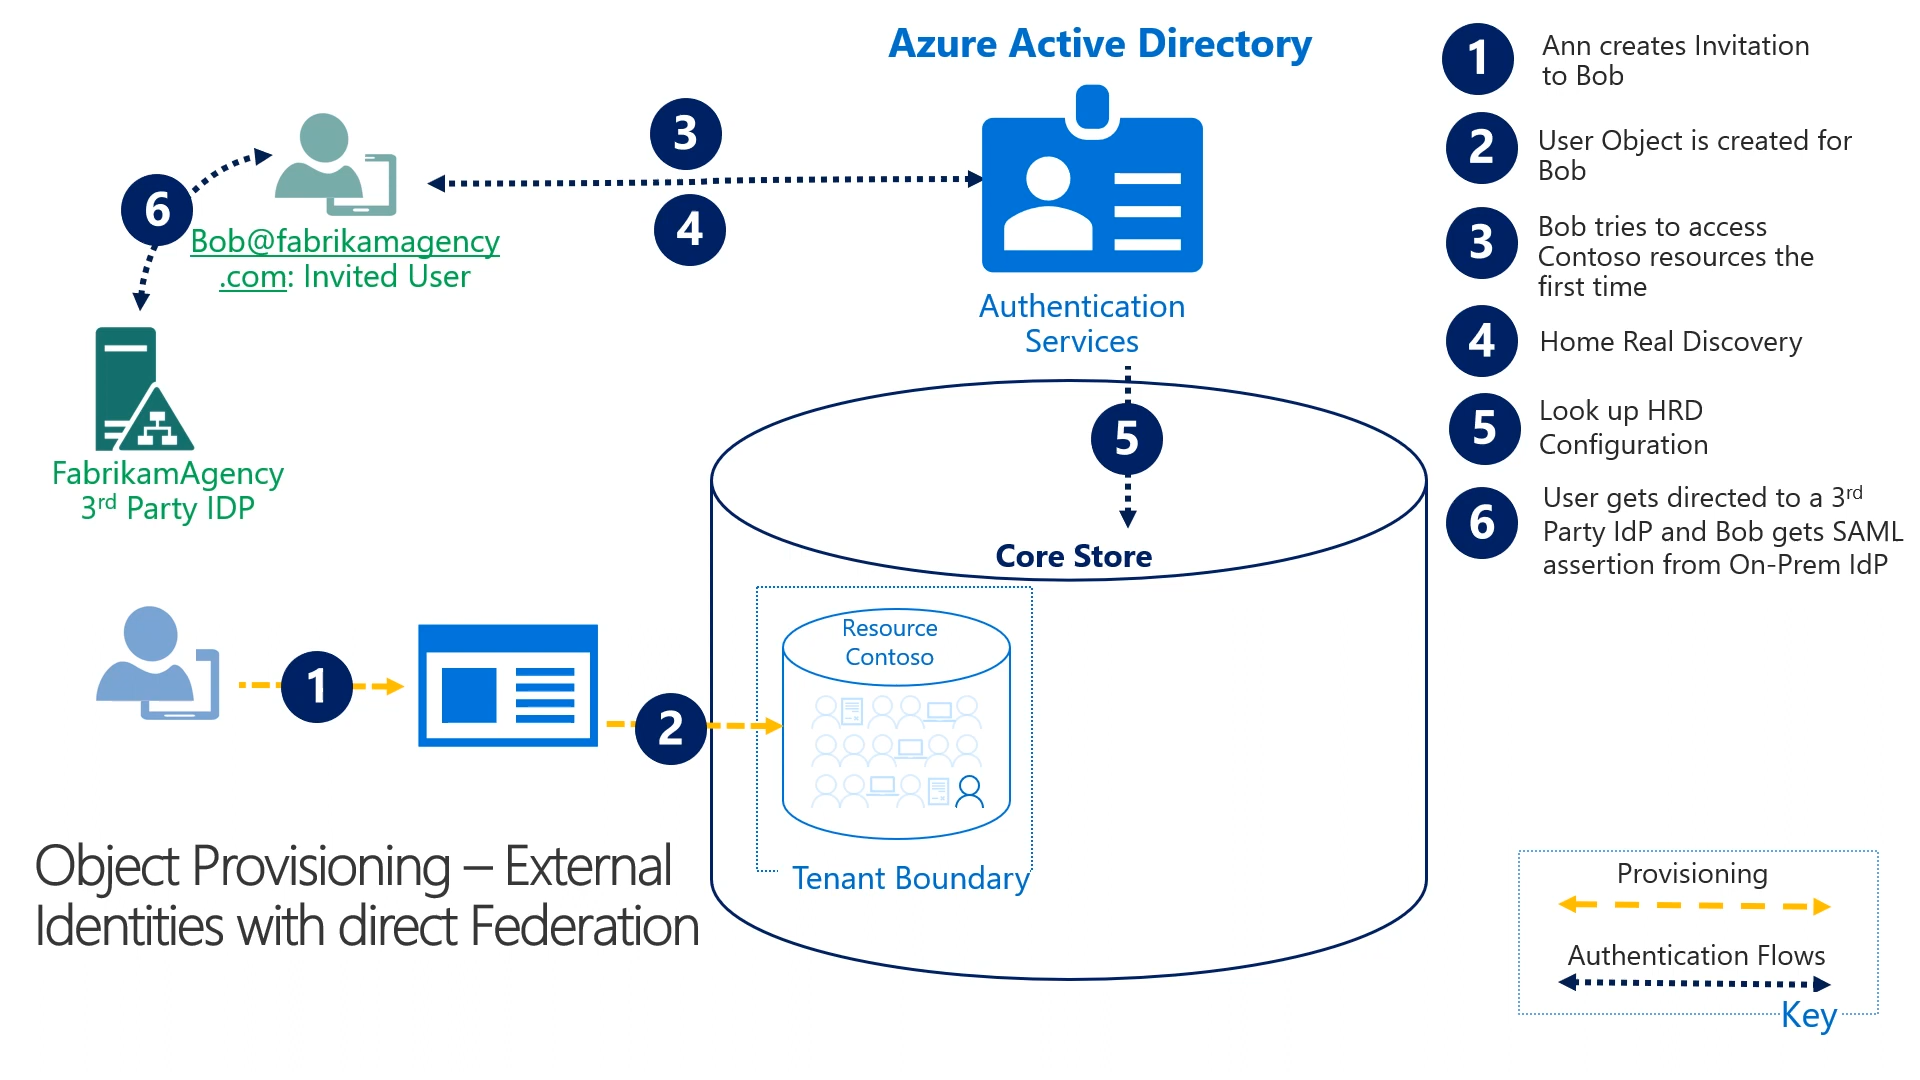 Azure Active Directory
3
4
6
Bob@fabrikamagency
.com: Invited User
Authentication
Services
FabrikamAgency
3rd Party IDP
5
Core Store
Resource
Contoso
1
2
Tenant Boundary
Object Provisioning – External
Identities with direct Federation
1
Ann creates Invitation
to Bob
2
User Object is created for
Bob
3
Bob tries to access
Contoso resources the
first time
4
Home Real Discovery
5
Look up HRD
Configuration
6
User gets directed to a 3rd
Party IdP and Bob gets SAML
assertion from On-Prem IdP
Provisioning
Authentication Flows
Key